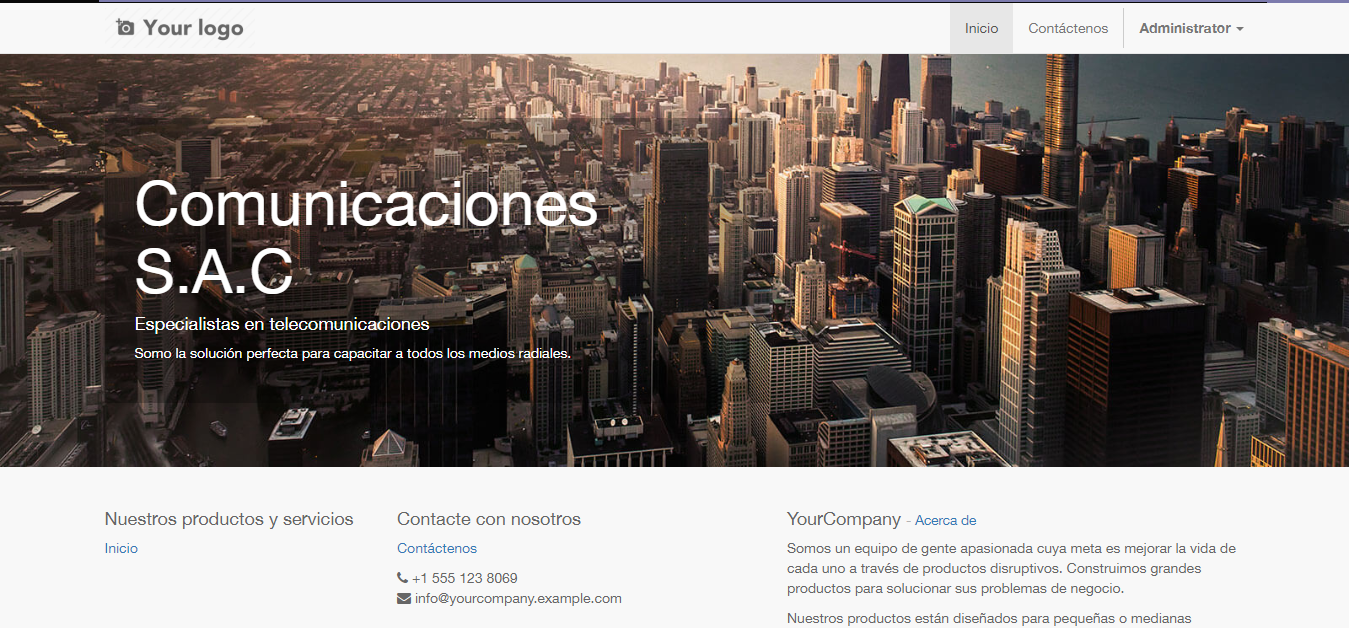 Your logo
Inicio
Contáctenos
Administrator
Comunicaciones
S.A.C
Especialistas en telecomunicaciones
Somo la solución perfecta para capacitar a todos los medios radiales.
Nuestros productos y servicios
Inicio
Contacte con nosotros
Contáctenos
+1 555 123 8069
info@yourcompany.example.com
YourCompany - Acerca de
Somos un equipo de gente apasionada cuya meta es mejorar la vida de
cada uno a través de productos disruptivos. Construimos grandes
productos para solucionar sus problemas de negocio.
Nuestros productos están diseñados para pequeñas o medianas